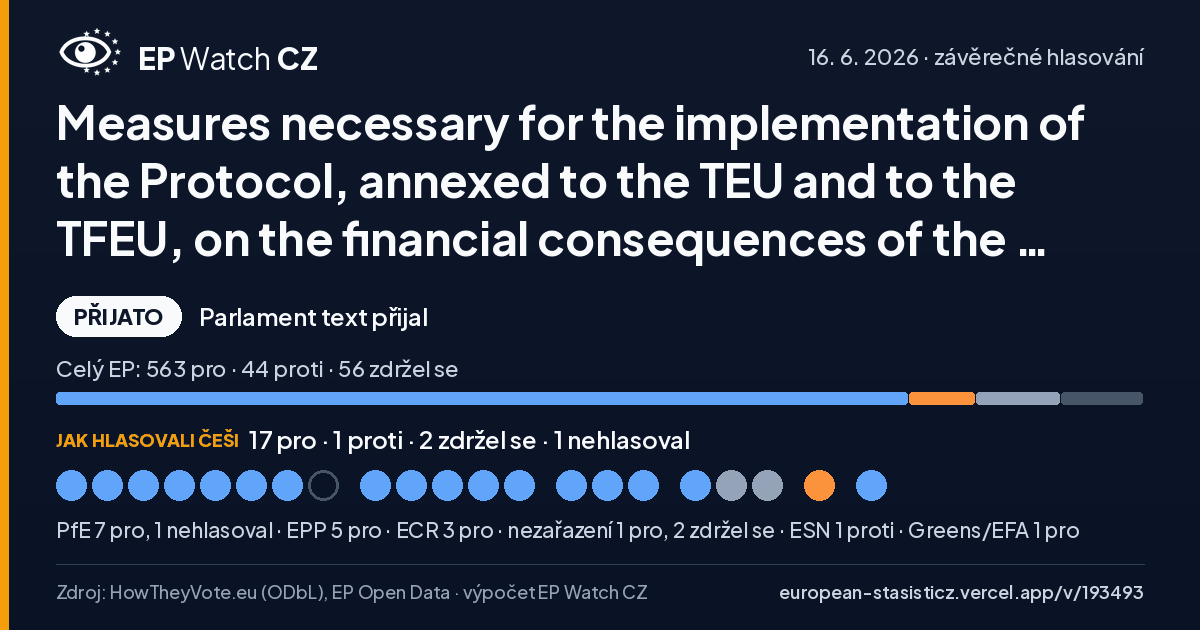 EP Watch CZ
16. 6. 2026 · závěrečné hlasování
Measures necessary for the implementation of
the Protocol, annexed to the TEU and to the
TFEU, on the financial consequences of the …
PŘIJATO Parlament text přijal
Celý EP: 563 pro · 44 proti · 56 zdržel se
JAK HLASOVALI ČEŠI 17 pro · 1 proti · 2 zdržel se · 1 nehlasoval
PfE 7 pro, 1 nehlasoval · EPP 5 pro · ECR 3 pro · nezařazení 1 pro, 2 zdržel se · ESN 1 proti · Greens/EFA 1 pro
Zdroj: HowTheyVote.eu (ODbL), EP Open Data · výpočet EP Watch CZ
european-stasisticz.vercel.app/v/193493